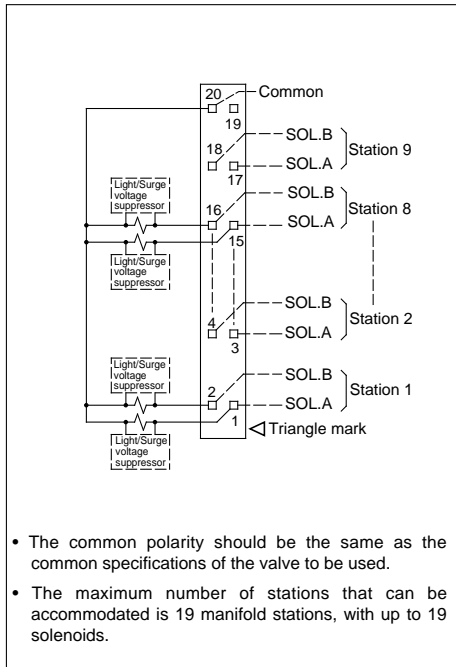 20
Common
19
18
SOL.B
Station 9
SOL.A
17
Light/Surge
voltage
suppressor
16
SOL.B
Station 8
SOL.A
15
Light/Surge
voltage
suppressor
SOL.B
4
Station 2
SOL.A
3
Light/Surge
voltage
suppressor
2
SOL.B
Station 1
SOL.A
1
Triangle mark
Light/Surge
voltage
suppressor
• The common polarity should be the same as the
common specifications of the valve to be used.
• The maximum number of stations that can be
accommodated is 19 manifold stations, with up to 19
solenoids.